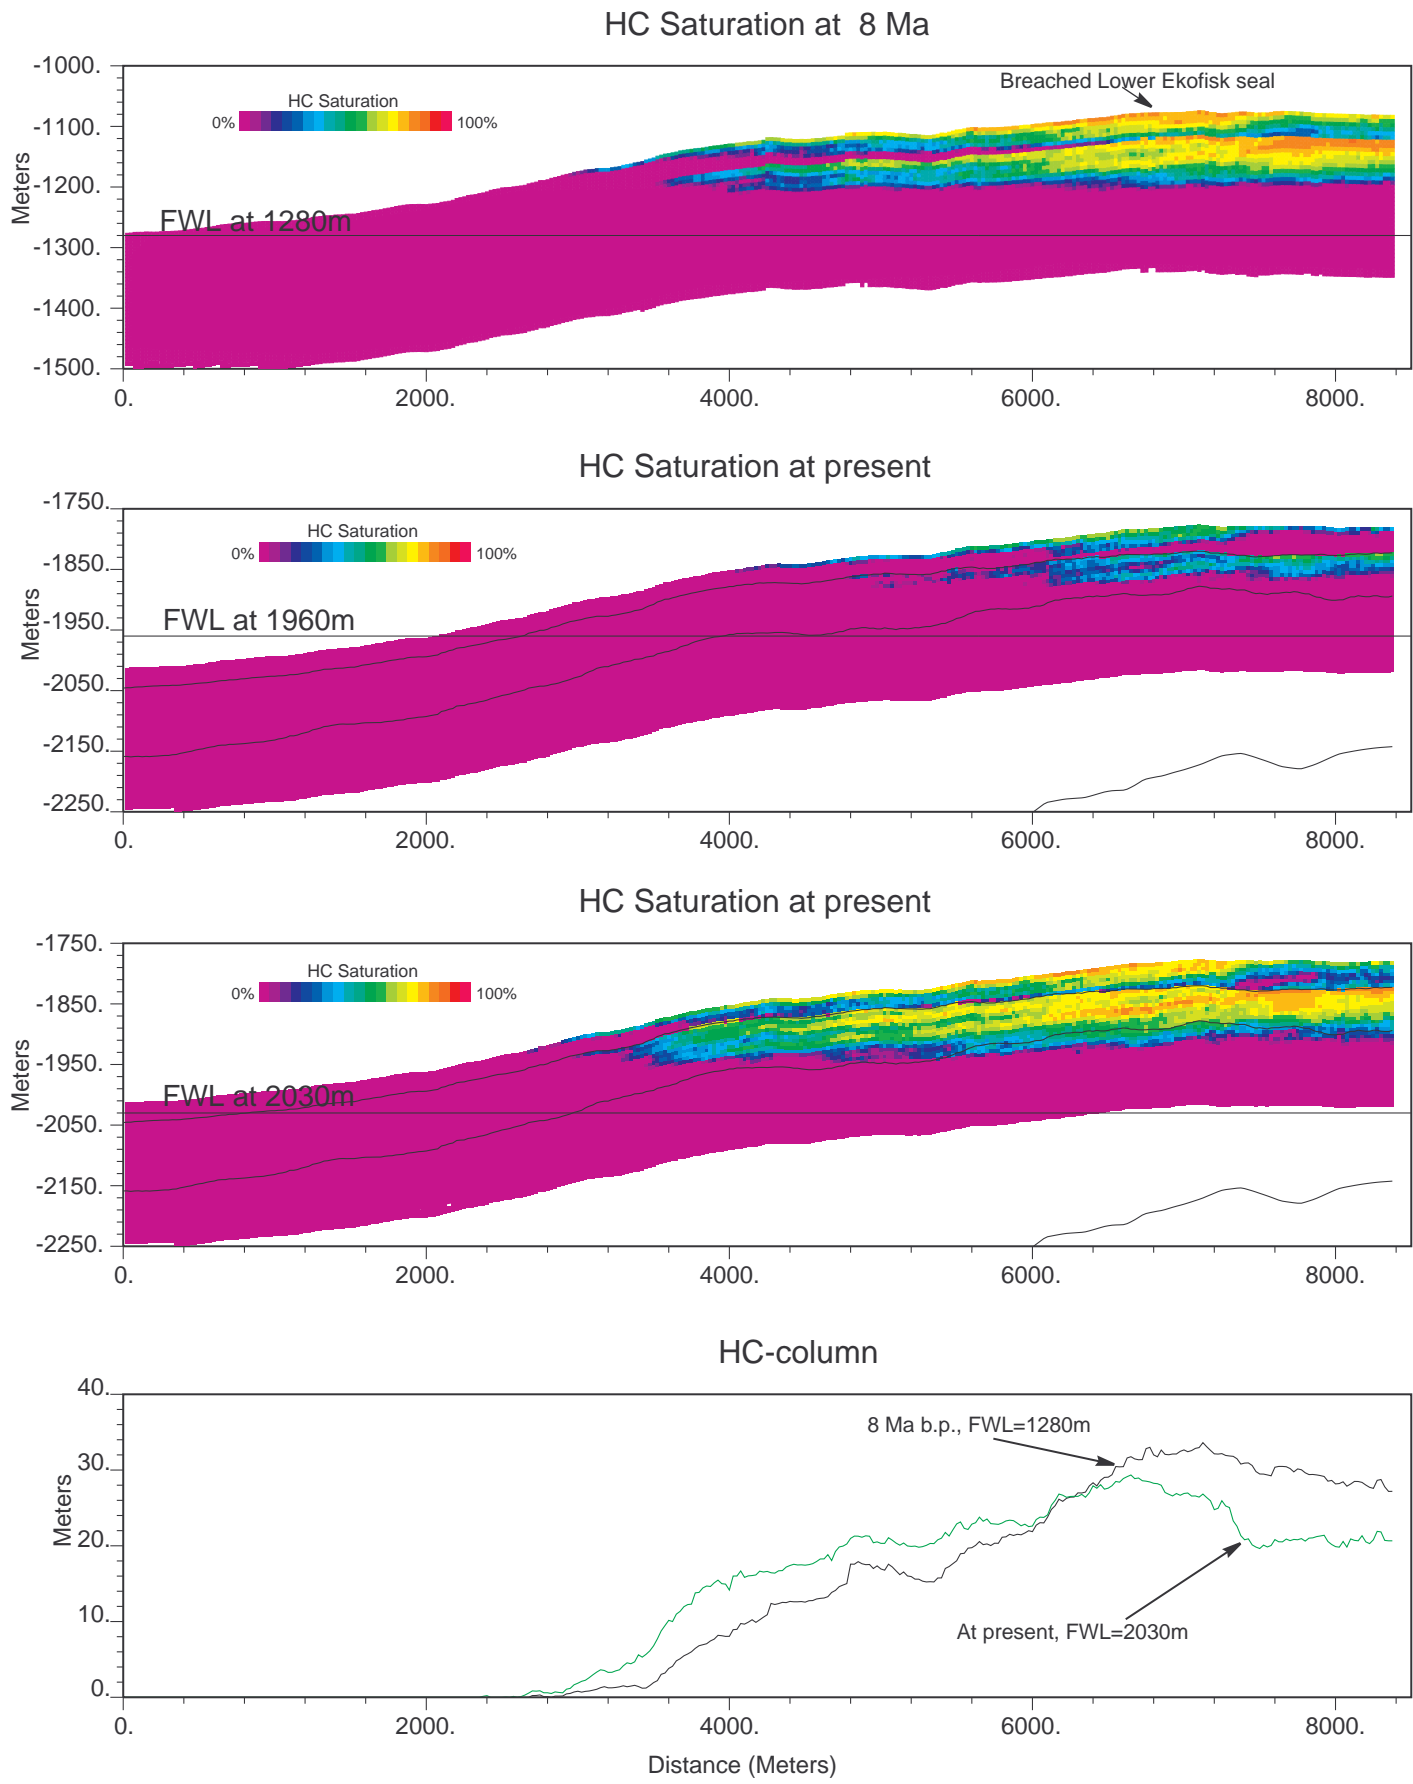 HC Saturation at 8 Ma
-1000.
-1100.
-1200.
-1300.
-1400.
-1500.
Meters
HC Saturation
0%
100%
Breached Lower Ekofisk seal
FWL at 1280m
0.
2000.
4000.
6000.
8000.
HC Saturation at present
-1750.
-1850.
-1950.
-2050.
-2150.
-2250.
Meters
HC Saturation
0%
100%
FWL at 1960m
0.
2000.
4000.
6000.
8000.
HC Saturation at present
-1750.
-1850.
-1950.
-2050.
-2150.
-2250.
Meters
HC Saturation
0%
100%
FWL at 2030m
0.
2000.
4000.
6000.
8000.
HC-column
40.
30.
20.
10.
0.
Meters
8 Ma b.p., FWL=1280m
At present, FWL=2030m
0.
2000.
4000.
6000.
8000.
Distance (Meters)